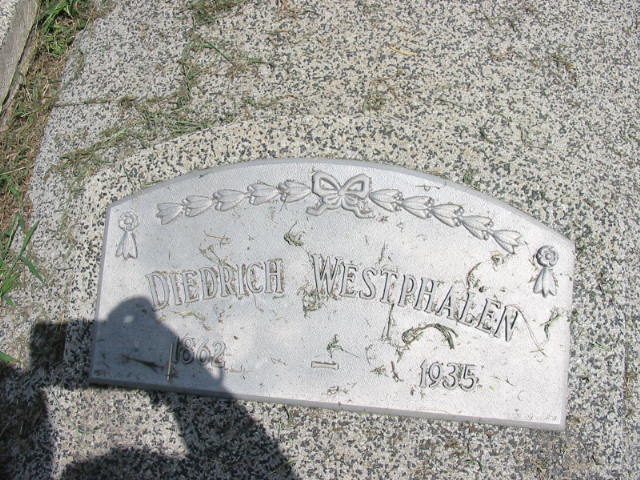 DIEDRICH WESTPHALEN
1862 – 1935